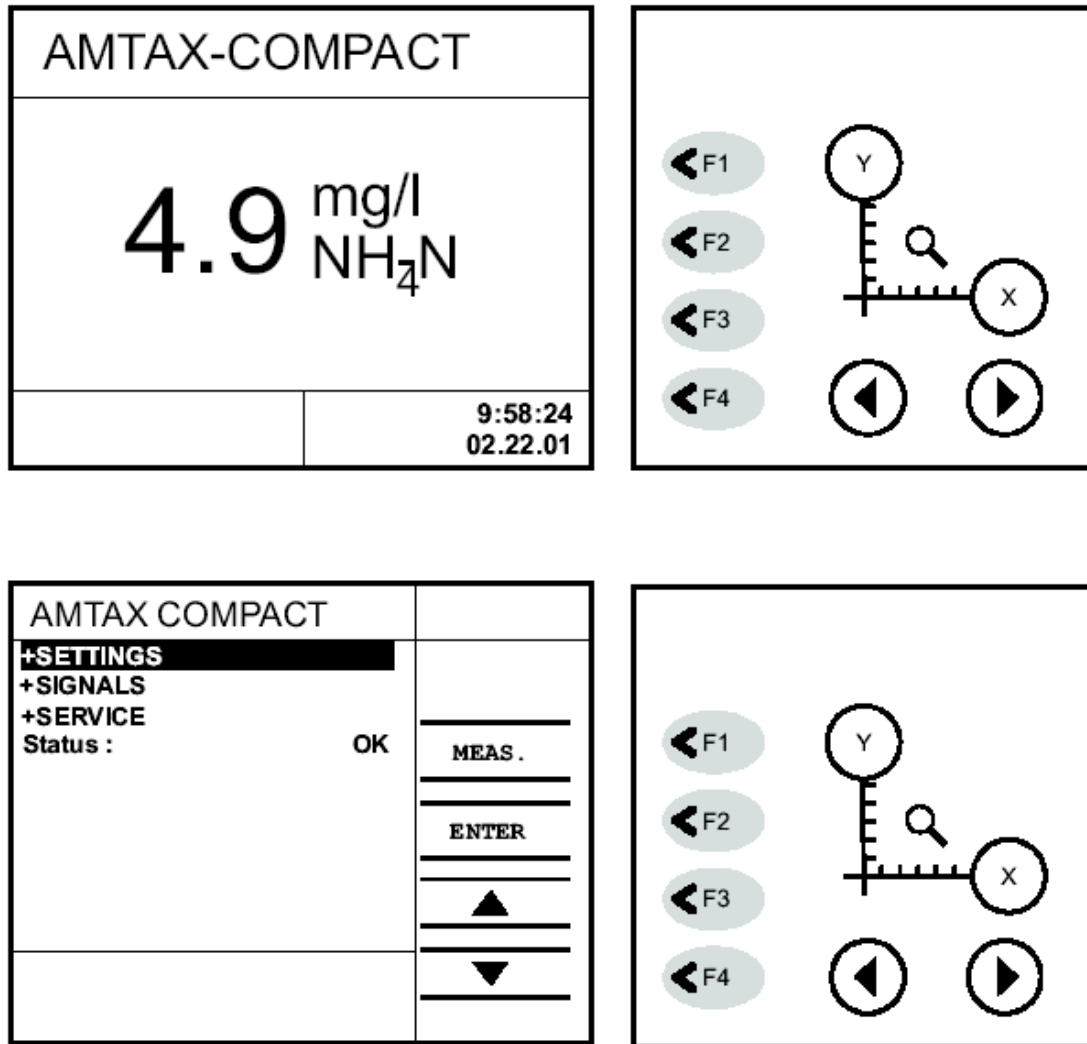 AMTAX-COMPACT
4.9 mg/l
NH4N
9:58:24
02.22.01
F1
F2
F3
F4
Y
X
AMTAX COMPACT
+SETTINGS
+SIGNALS
+SERVICE
Status : OK
MEAS.
ENTER
F1
F2
F3
F4
Y
X